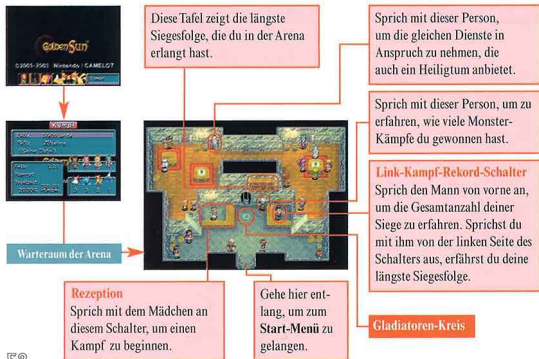 Diese Tafel zeigt die längste
Siegesfolge, die du in der Arena
erlangt hast.
Sprich mit dieser Person,
um die gleichen Dienste in
Anspruch zu nehmen, die
auch ein Heiligtum anbietet.
GOLDEN SUN
©2001-2002 Nintendo/CAMELOT
Sprich mit dieser Person, um zu
erfahren, wie viele Monster-
Kämpfe du gewonnen hast.
Kampf
Link-Kampf-Rekord-Schalter
Sprich den Mann von vorne an,
um die Gesamtanzahl deiner
Siege zu erfahren. Sprichst du
mit ihm von der linken Seite des
Schalters aus, erfährst du deine
längste Siegesfolge.
Warteraum der Arena
Rezeption
Sprich mit dem Mädchen an
diesem Schalter, um einen
Kampf zu beginnen.
Gehe hier ent-
lang, um zum
Start-Menü zu
gelangen.
Gladiatoren-Kreis